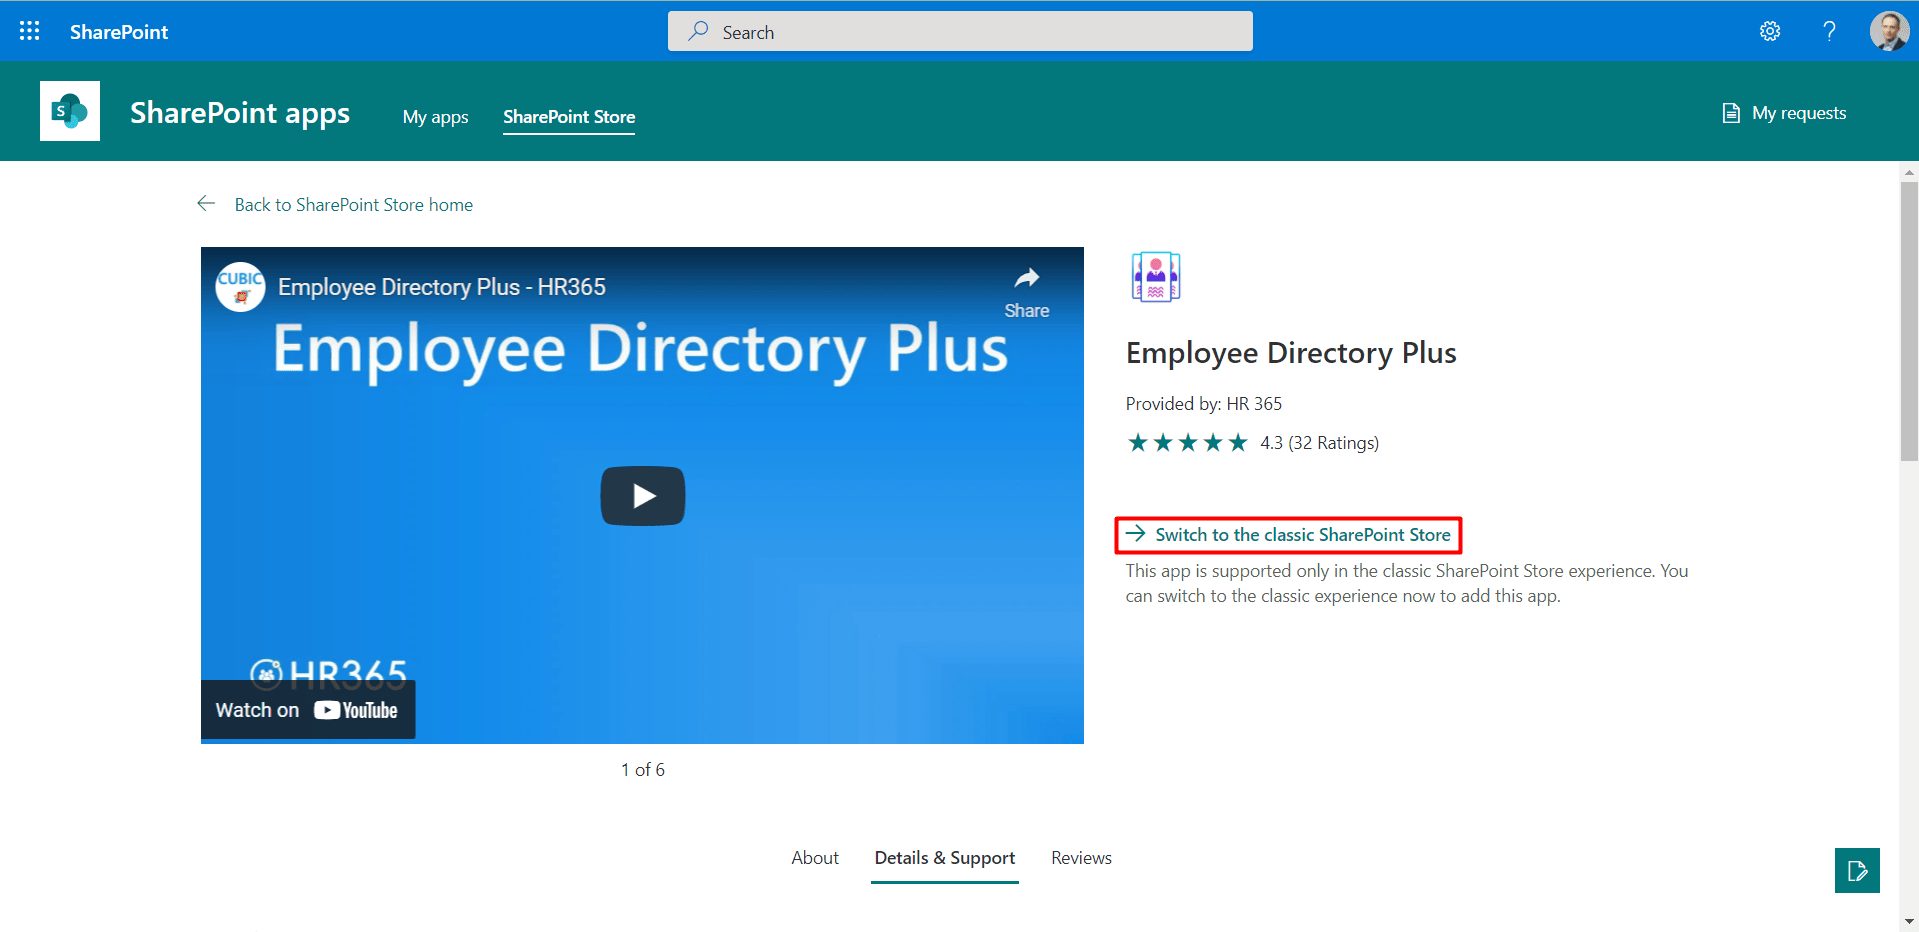 SharePoint
Search
?
S
SharePoint apps
My apps
SharePoint Store
My requests
Back to SharePoint Store home
CUBIC
Employee Directory Plus - HR365
Share
Employee Directory Plus
HR365
Watch on YouTube
1 of 6
Employee Directory Plus
Provided by: HR 365
4.3 (32 Ratings)
Switch to the classic SharePoint Store
This app is supported only in the classic SharePoint Store experience. You
can switch to the classic experience now to add this app.
About
Details & Support
Reviews